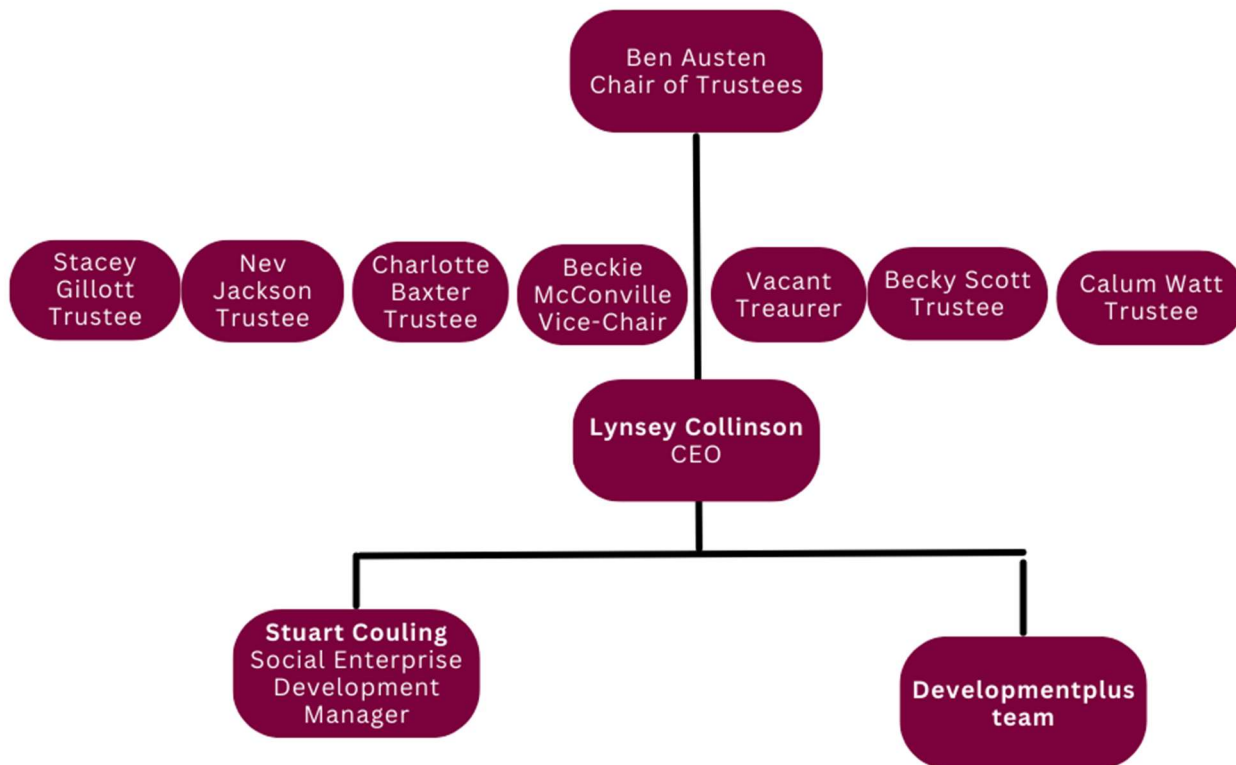 Ben Austen
Chair of Trustees
Stacey
Gillott
Trustee
Nev
Jackson
Trustee
Charlotte
Baxter
Trustee
Beckie
McConville
Vice-Chair
Vacant
Treaurer
Becky Scott
Trustee
Calum Watt
Trustee
Lynsey Collinson
CEO
Stuart Couling
Social Enterprise
Development
Manager
Developmentplus
team